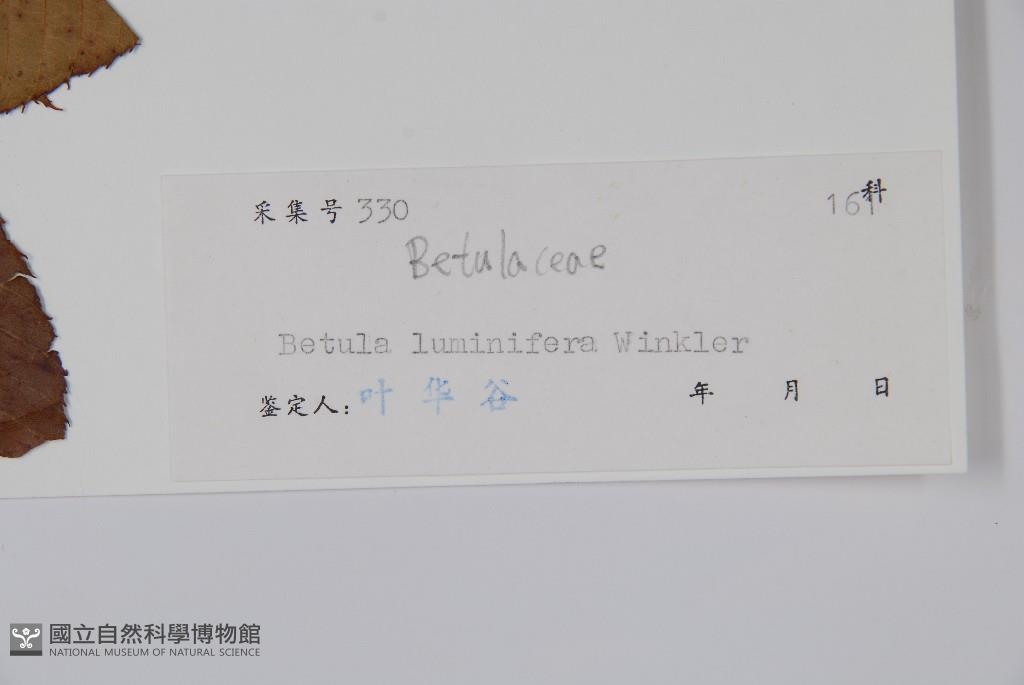 采集号 330 161科
Betulaceae
Betula luminifera Winkler
鉴定人: 叶华谷 年 月 日
國立自然科學博物館
NATIONAL MUSEUM OF NATURAL SCIENCE